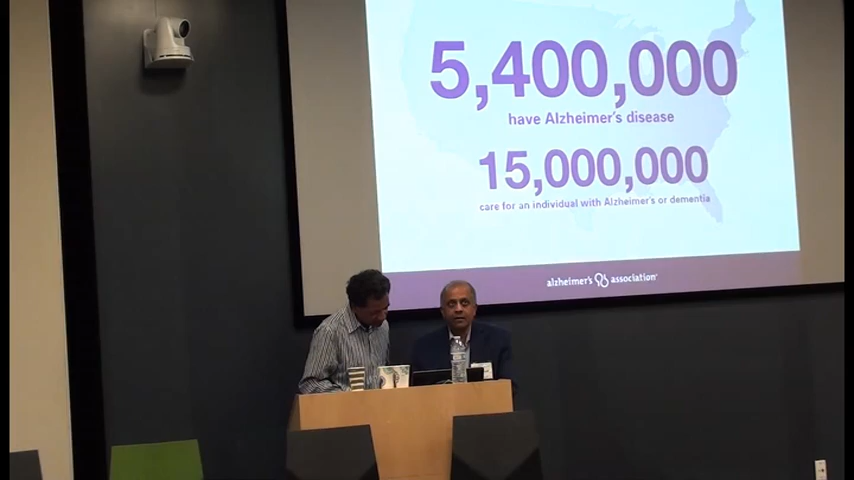 5,400,000
have Alzheimer's disease
15,000,000
care for an individual with Alzheimer's or dementia
alzheimer's association